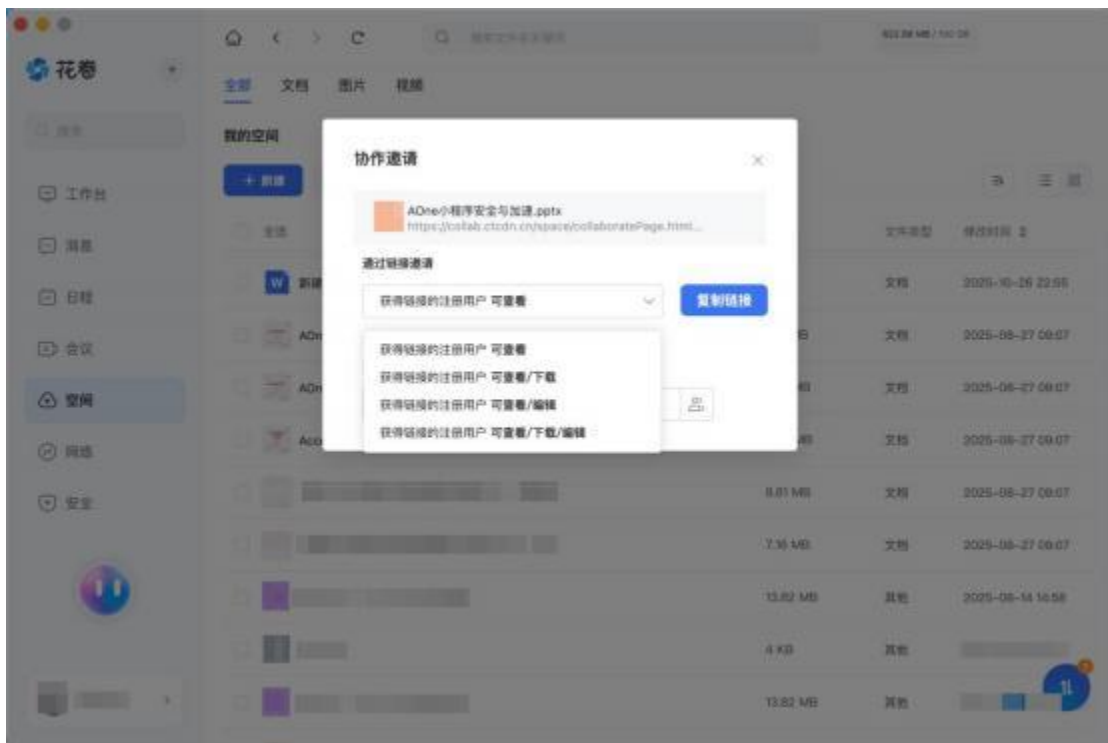 花卷
全部 文档 图片 视频
搜索
我的空间
+ 新建
工作台
消息
日程
会议
空间
网络
安全
全选
文件类型
修改时间
协作邀请
AOne小程序安全与加速.pptx
https://collab.ctcdn.cn/space/collaboratePage.html...
通过链接邀请
获得链接的注册用户 可查看
复制链接
获得链接的注册用户 可查看
获得链接的注册用户 可查看/下载
获得链接的注册用户 可查看/编辑
获得链接的注册用户 可查看/下载/编辑
新建
文档 2025-10-26 22:55
AOn
文档 2025-08-27 09:07
AOn
文档 2025-08-27 09:07
Acc
文档 2025-08-27 09:07
8.81 MB 文档 2025-08-27 09:07
7.16 MB 文档 2025-08-27 09:07
13.82 MB 其他 2025-08-14 14:58
4 KB 其他
13.82 MB 其他